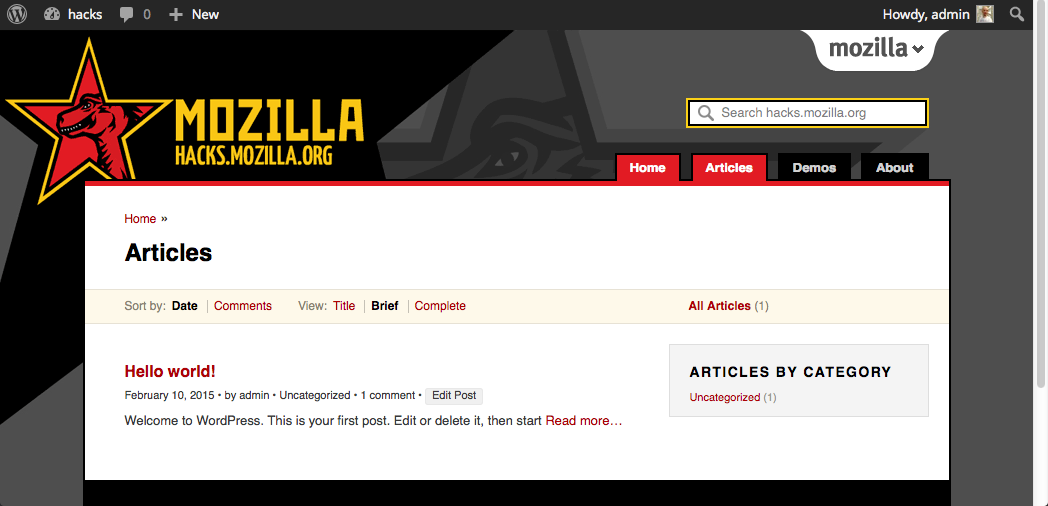 hacks 0 New Howdy, admin
mozilla
MOZILLA
HACKS.MOZILLA.ORG
Search hacks.mozilla.org
Home Articles Demos About
Home »
Articles
Sort by: Date Comments View: Title Brief Complete All Articles (1)
Hello world!
February 10, 2015 • by admin • Uncategorized • 1 comment • Edit Post
Welcome to WordPress. This is your first post. Edit or delete it, then start Read more…
ARTICLES BY CATEGORY
Uncategorized (1)